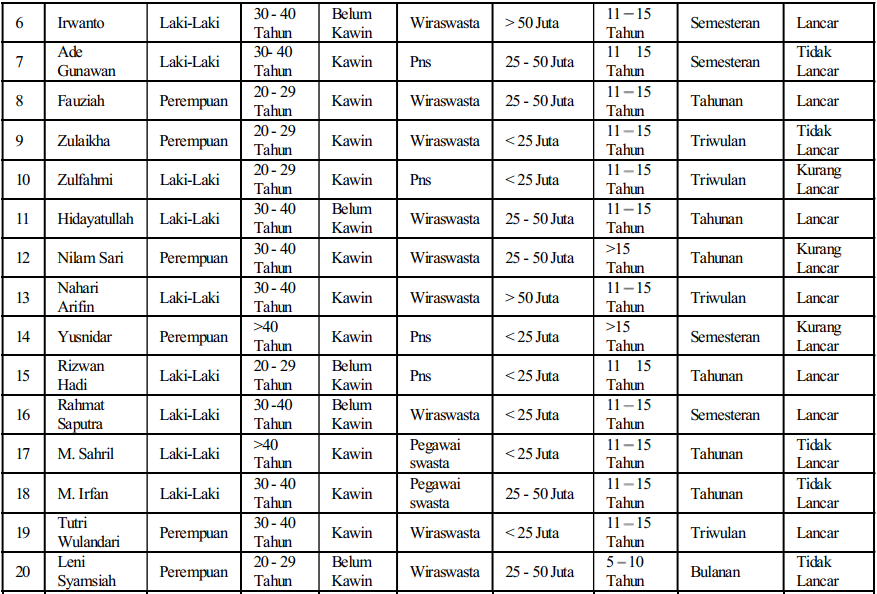 6 Irwanto Laki-Laki 30 - 40 Tahun Belum Kawin Wiraswasta > 50 Juta 11 – 15 Tahun Semesteran Lancar
7 Ade Gunawan Laki-Laki 30- 40 Tahun Kawin Pns 25 - 50 Juta 11 15 Tahun Semesteran Tidak Lancar
8 Fauziah Perempuan 20 - 29 Tahun Kawin Wiraswasta 25 - 50 Juta 11 – 15 Tahun Tahunan Lancar
9 Zulaikha Perempuan 20 - 29 Tahun Kawin Wiraswasta < 25 Juta 11 – 15 Tahun Triwulan Tidak Lancar
10 Zulfahmi Laki-Laki 20 - 29 Tahun Kawin Pns < 25 Juta 11 – 15 Tahun Triwulan Kurang Lancar
11 Hidayatullah Laki-Laki 30 - 40 Tahun Belum Kawin Wiraswasta 25 - 50 Juta 11 – 15 Tahun Tahunan Lancar
12 Nilam Sari Perempuan 30 - 40 Tahun Kawin Wiraswasta 25 - 50 Juta >15 Tahun Tahunan Kurang Lancar
13 Nahari Arifin Laki-Laki 30 - 40 Tahun Kawin Wiraswasta > 50 Juta 11 – 15 Tahun Triwulan Lancar
14 Yusnidar Perempuan >40 Tahun Kawin Pns < 25 Juta >15 Tahun Semesteran Kurang Lancar
15 Rizwan Hadi Laki-Laki 20 - 29 Tahun Belum Kawin Pns < 25 Juta 11 15 Tahun Tahunan Lancar
16 Rahmat Saputra Laki-Laki 30 -40 Tahun Belum Kawin Wiraswasta < 25 Juta 11 – 15 Tahun Semesteran Lancar
17 M. Sahril Laki-Laki >40 Tahun Kawin Pegawai swasta < 25 Juta 11 – 15 Tahun Tahunan Tidak Lancar
18 M. Irfan Laki-Laki 30 - 40 Tahun Kawin Pegawai swasta 25 - 50 Juta 11 – 15 Tahun Tahunan Tidak Lancar
19 Tutri Wulandari Perempuan 30 - 40 Tahun Kawin Wiraswasta < 25 Juta 11 – 15 Tahun Triwulan Lancar
20 Leni Syamsiah Perempuan 20 - 29 Tahun Belum Kawin Wiraswasta 25 - 50 Juta 5 – 10 Tahun Bulanan Tidak Lancar